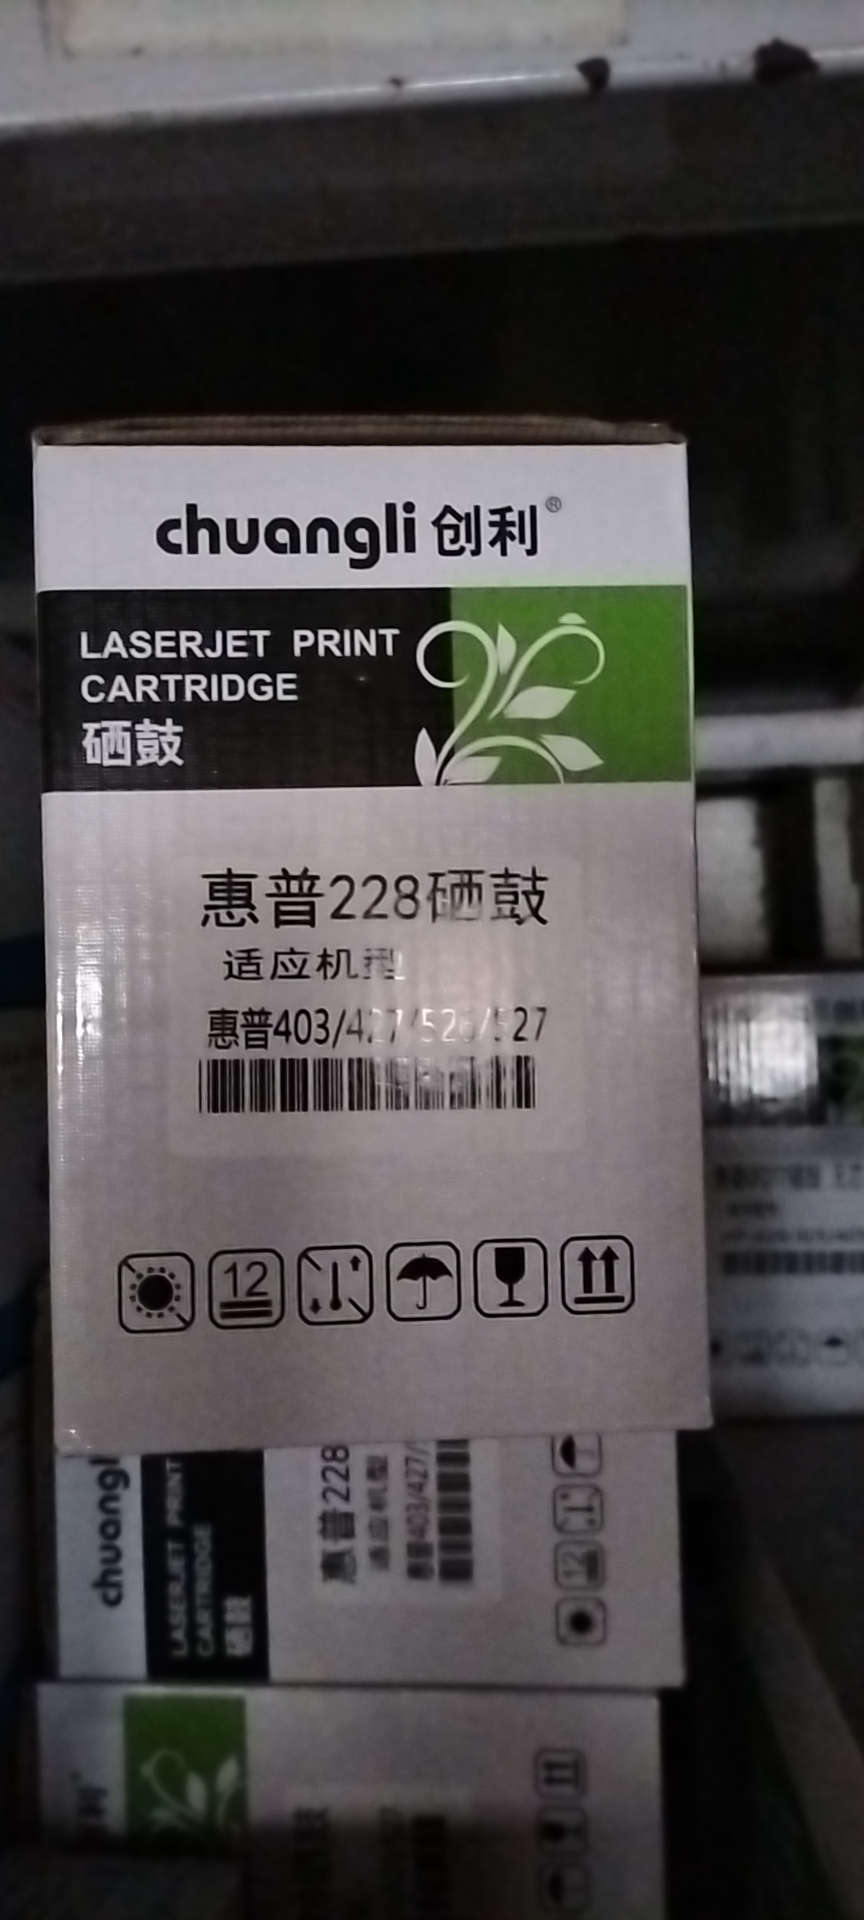 chuangli 创利®
LASERJET PRINT
CARTRIDGE
硒鼓
惠普228硒鼓
适应机型
惠普403/427/526/527
12
chuangl
LASERJET PRINT
CARTRIDGE
硒鼓
惠普228
适应机型
惠普403/427/
12